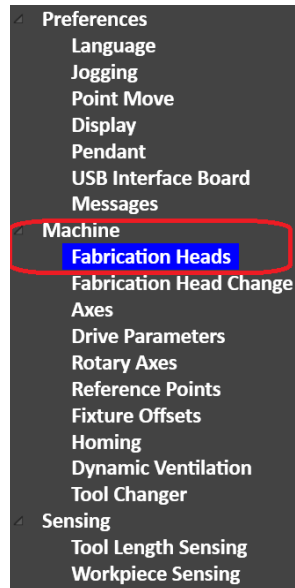 Preferences
Language
Jogging
Point Move
Display
Pendant
USB Interface Board
Messages
Machine
Fabrication Heads
Fabrication Head Change
Axes
Drive Parameters
Rotary Axes
Reference Points
Fixture Offsets
Homing
Dynamic Ventilation
Tool Changer
Sensing
Tool Length Sensing
Workpiece Sensing